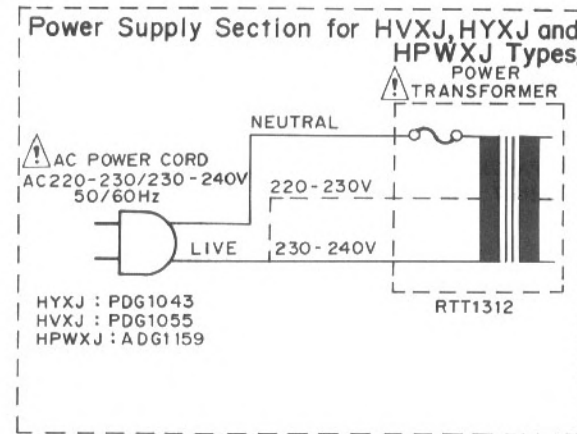 Power Supply Section for HVXJ, HYXJ and
HPWXJ Types
POWER
TRANSFORMER
NEUTRAL
AC POWER CORD
AC220-230/230-240V
50/60Hz
220-230V
LIVE
230-240V
HYXJ : PDG1043
HVXJ : PDG1055
HPWXJ : ADG1159
RTT1312